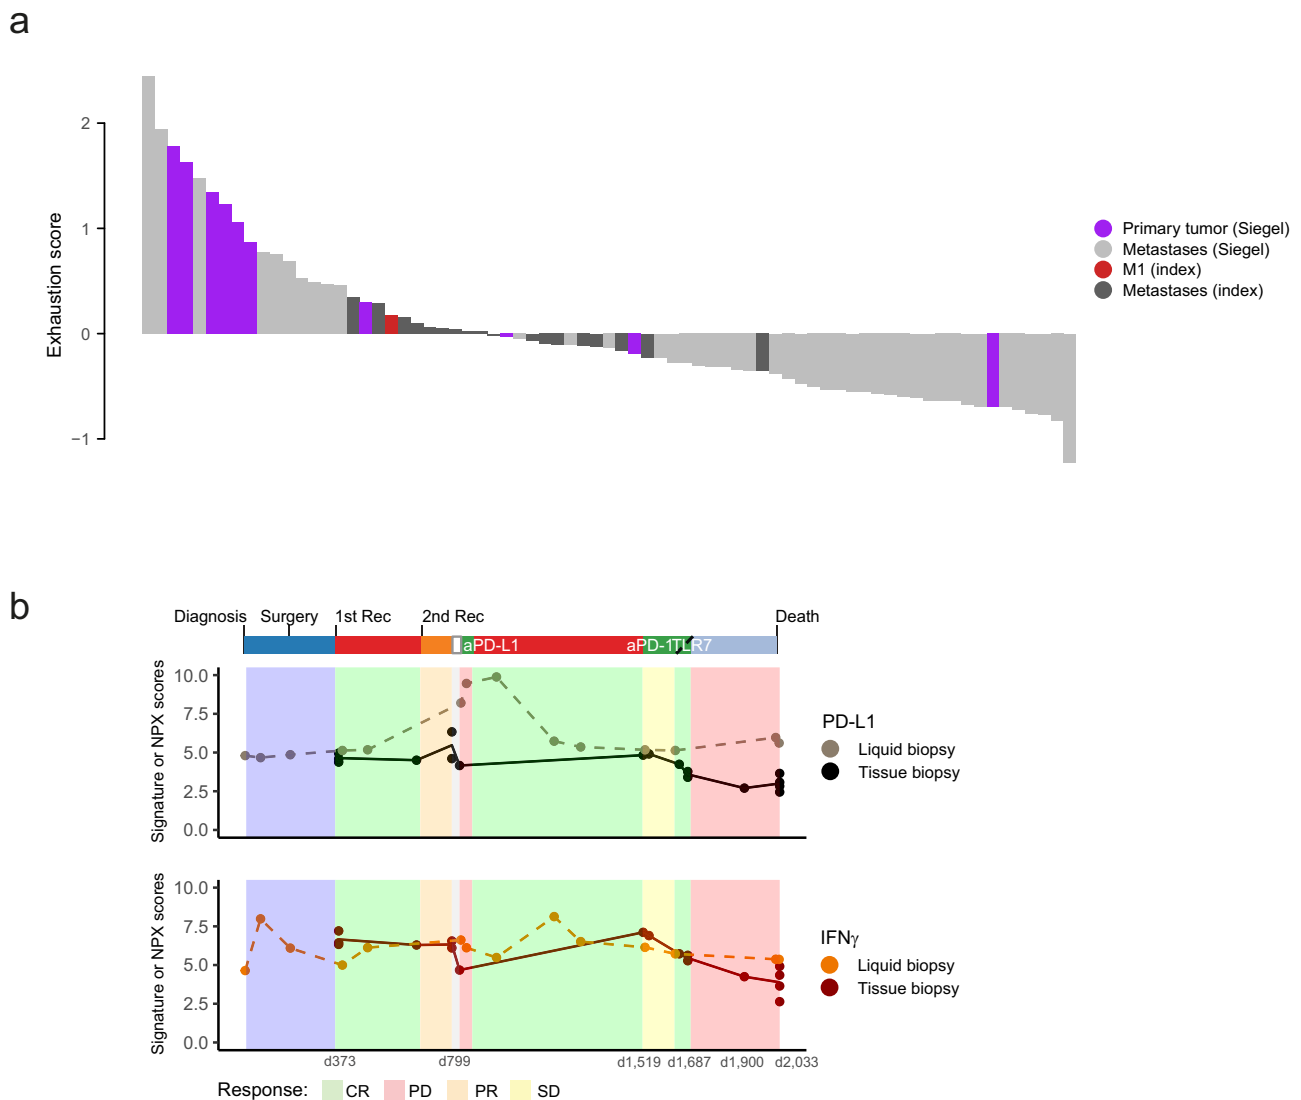 a
Exhaustion score
2
1
0
−1
Primary tumor (Siegel)
Metastases (Siegel)
M1 (index)
Metastases (index)
b
Diagnosis Surgery 1st Rec 2nd Rec Death
aPD-L1 aPD-1 TLR7
Signature or NPX scores
10.0
7.5
5.0
2.5
0.0
PD-L1
Liquid biopsy
Tissue biopsy
Signature or NPX scores
10.0
7.5
5.0
2.5
0.0
IFNγ
Liquid biopsy
Tissue biopsy
d373 d799 d1,519 d1,687 d1,900 d2,033
Response: CR PD PR SD